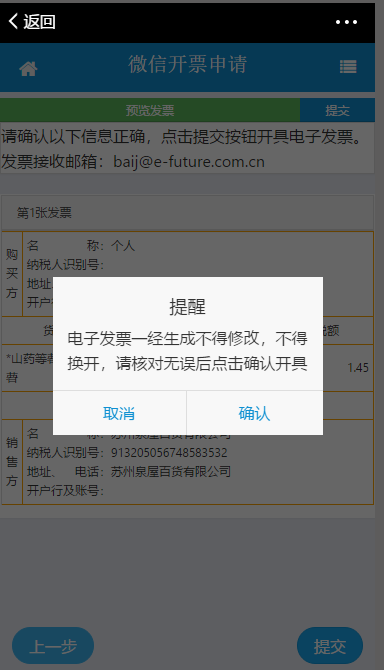 返回
微信开票申请
预览发票 提交
请确认以下信息正确，点击提交按钮开具电子发票。
发票接收邮箱：baij@e-future.com.cn
第1张发票
购买方
名 称：个人
纳税人识别号：
地址
开户
货
税额
*山药等
1.45
提醒
电子发票一经生成不得修改，不得
换开，请核对无误后点击确认开具
取消 确认
销售方
名 称：苏州泉屋百货有限公司
纳税人识别号：913205056748583532
地址、 电话：苏州泉屋百货有限公司
开户行及账号：
上一步 提交